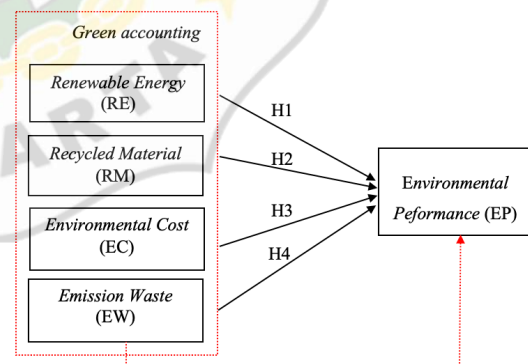 Green accounting
Renewable Energy
(RE)
H1
Recycled Material
(RM)
H2
Environmental
Peformance (EP)
Environmental Cost
(EC)
H3
H4
Emission Waste
(EW)
ARTA